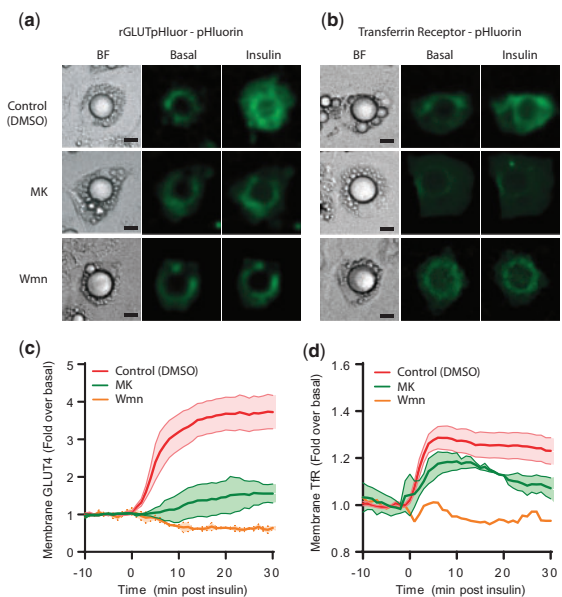 (a)
rGLUTpHluor - pHluorin
BF Basal Insulin
Control
(DMSO)
MK
Wmn
(b)
Transferrin Receptor - pHluorin
BF Basal Insulin
(c)
Membrane GLUT4 (Fold over basal)
5
4
3
2
1
0
Control (DMSO)
MK
Wmn
-10 0 10 20 30
Time (min post insulin)
(d)
Membrane TfR (Fold over basal)
1.6
1.4
1.2
1.0
0.8
Control (DMSO)
MK
Wmn
-10 0 10 20 30
Time (min post insulin)